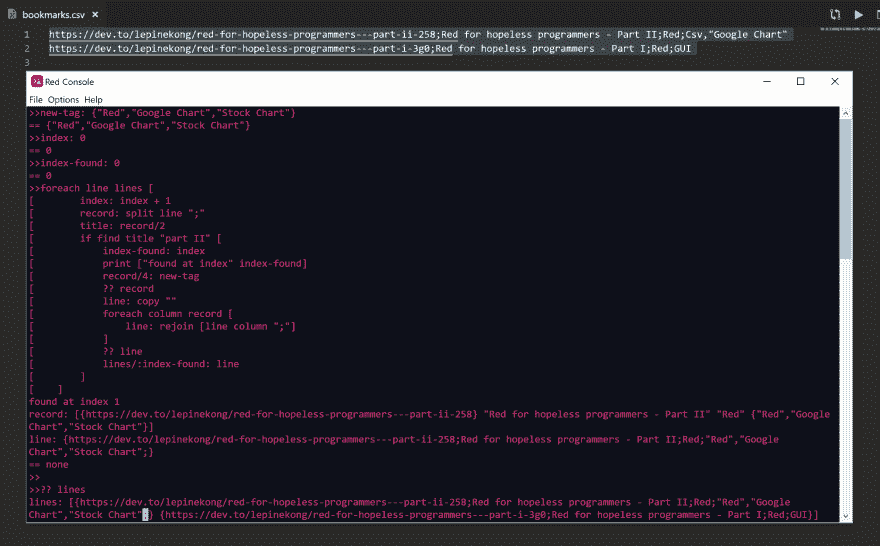 bookmarks.csv ×
1 https://dev.to/lepinekong/red-for-hopeless-programmers---part-ii-258;Red for hopeless programmers - Part II;Red;Csv,"Google Chart"
2 https://dev.to/lepinekong/red-for-hopeless-programmers---part-i-3g0;Red for hopeless programmers - Part I;Red;GUI
3
Red Console
File Options Help
>>new-tag: {"Red","Google Chart","Stock Chart"}
== {"Red","Google Chart","Stock Chart"}
>>index: 0
== 0
>>index-found: 0
== 0
>>foreach line lines [
[        index: index + 1
[        record: split line ";"
[        title: record/2
[        if find title "part II" [
[            index-found: index
[            print ["found at index" index-found]
[            record/4: new-tag
[            ?? record
[            line: copy ""
[            foreach column record [
[                line: rejoin [line column ";"]
[            ]
[            ?? line
[            lines/:index-found: line
[        ]
[    ]
found at index 1
record: [{https://dev.to/lepinekong/red-for-hopeless-programmers---part-ii-258} "Red for hopeless programmers - Part II" "Red" {"Red","Google
Chart","Stock Chart"}]
line: {https://dev.to/lepinekong/red-for-hopeless-programmers---part-ii-258;Red for hopeless programmers - Part II;Red;"Red","Google
Chart","Stock Chart";}
== none
>>
>>?? lines
lines: [{https://dev.to/lepinekong/red-for-hopeless-programmers---part-ii-258;Red for hopeless programmers - Part II;Red;"Red","Google
Chart","Stock Chart";} {https://dev.to/lepinekong/red-for-hopeless-programmers---part-i-3g0;Red for hopeless programmers - Part I;Red;GUI}]